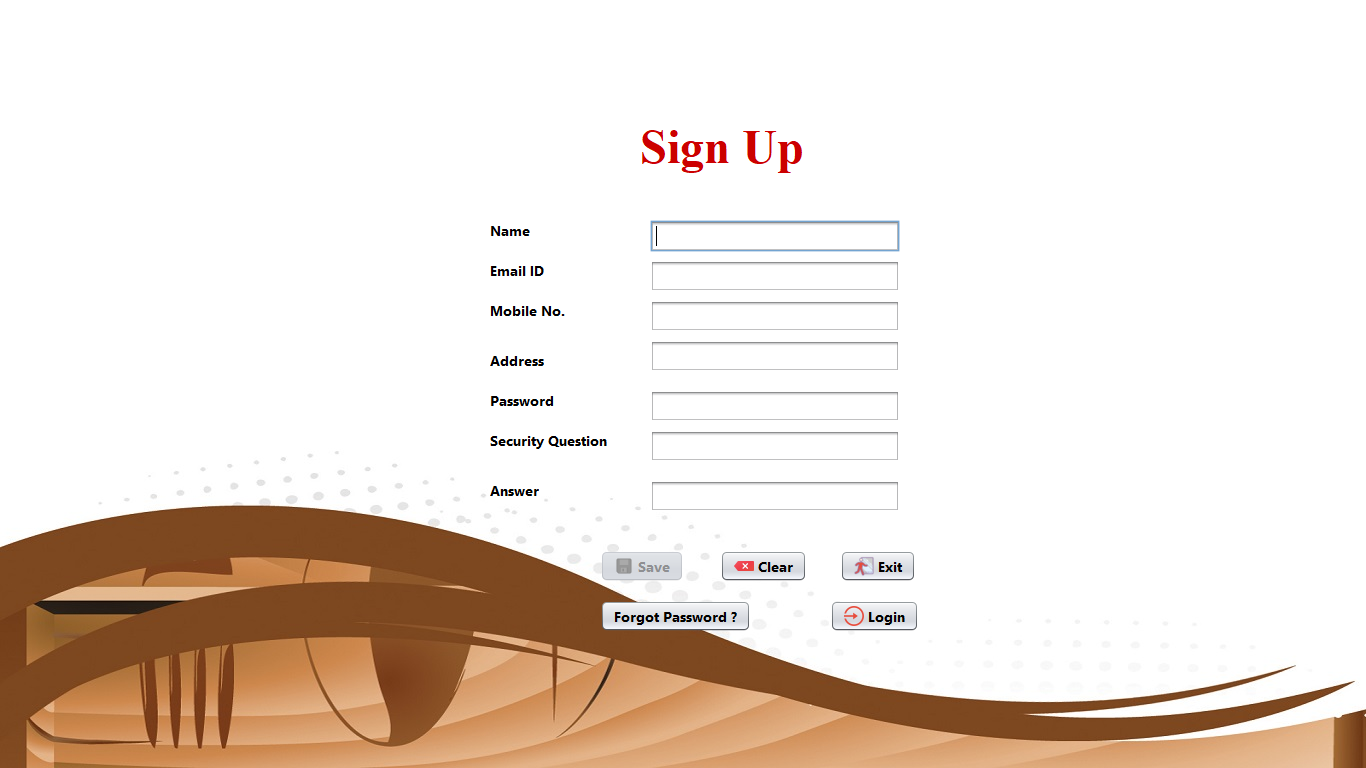 Sign Up
Name
Email ID
Mobile No.
Address
Password
Security Question
Answer
Save Clear Exit
Forgot Password ? Login